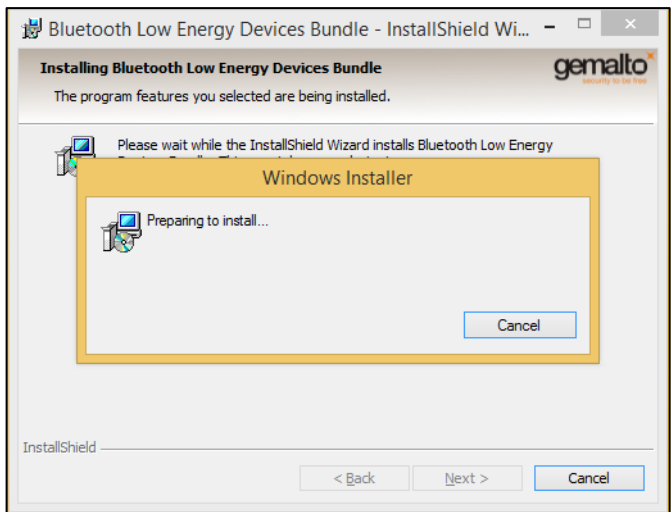 Bluetooth Low Energy Devices Bundle - InstallShield Wi...
Installing Bluetooth Low Energy Devices Bundle
The program features you selected are being installed.
gemalto
security to be free
Please wait while the InstallShield Wizard installs Bluetooth Low Energy
Windows Installer
Preparing to install...
Cancel
InstallShield
< Back
Next >
Cancel